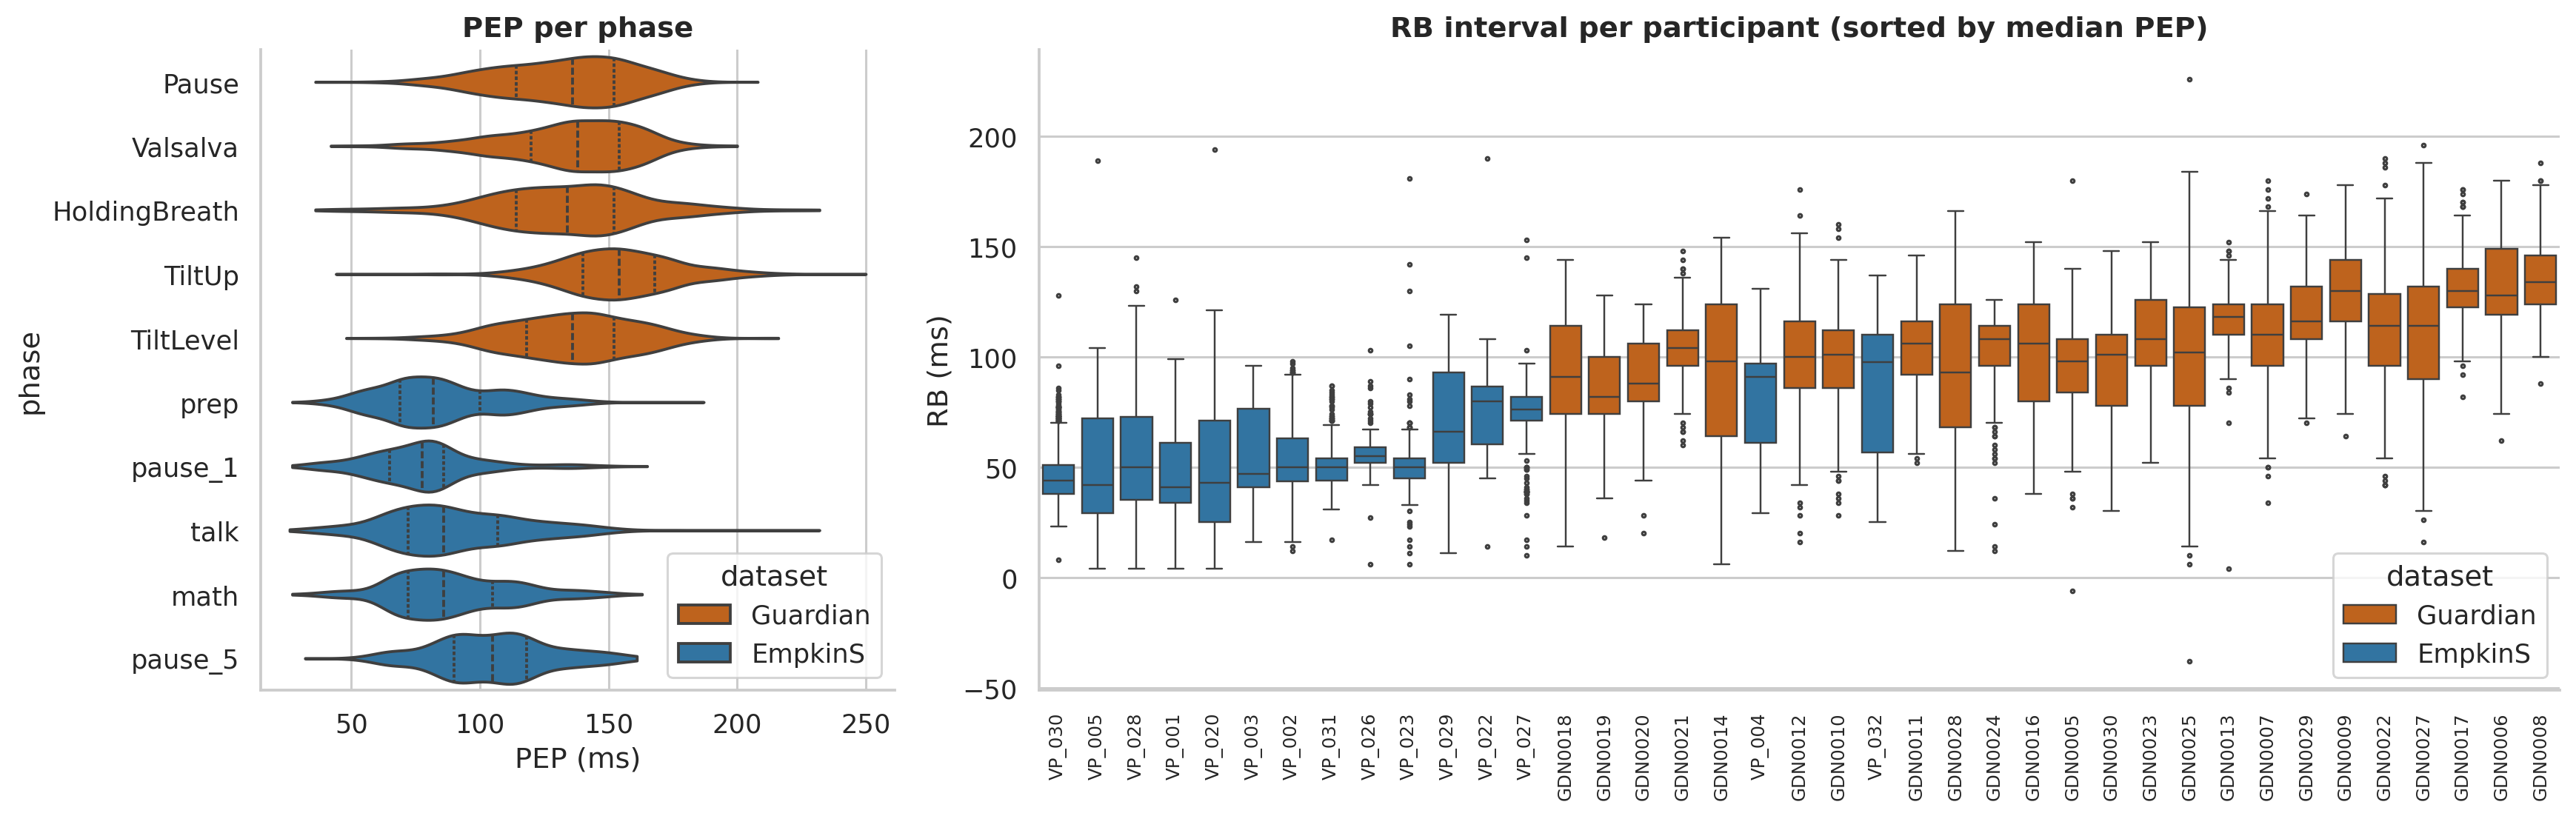 PEP per phase
phase
Pause
Valsalva
HoldingBreath
TiltUp
TiltLevel
prep
pause_1
talk
math
pause_5
50 100 150 200 250
PEP (ms)
dataset
Guardian
EmpkinS
RB interval per participant (sorted by median PEP)
RB (ms)
200
150
100
50
0
−50
VP_030
VP_005
VP_028
VP_001
VP_020
VP_003
VP_002
VP_031
VP_026
VP_023
VP_029
VP_022
VP_027
GDN0018
GDN0019
GDN0020
GDN0021
GDN0014
VP_004
GDN0012
GDN0010
VP_032
GDN0011
GDN0028
GDN0024
GDN0016
GDN0005
GDN0030
GDN0023
GDN0025
GDN0013
GDN0007
GDN0029
GDN0009
GDN0022
GDN0027
GDN0017
GDN0006
GDN0008
dataset
Guardian
EmpkinS